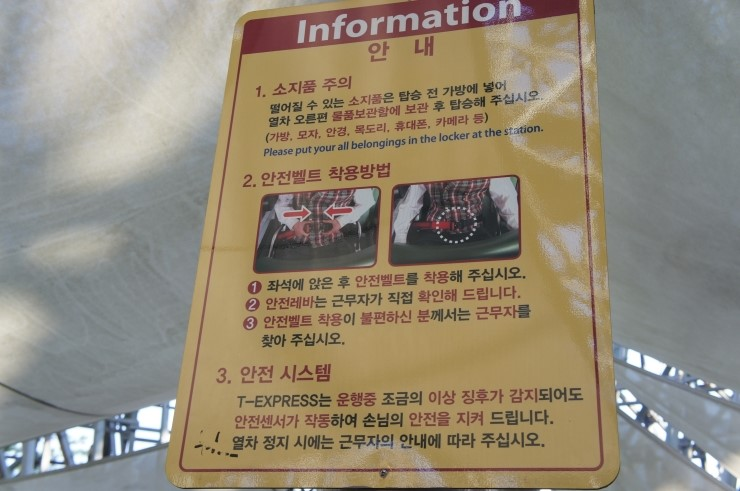 Information
안 내
1. 소지품 주의
떨어질 수 있는 소지품은 탑승 전 가방에 넣어
열차 오른편 물품보관함에 보관 후 탑승해 주십시오.
(가방, 모자, 안경, 목도리, 휴대폰, 카메라 등)
Please put your all belongings in the locker at the station.
2. 안전벨트 착용방법
1 좌석에 앉은 후 안전벨트를 착용해 주십시오.
2 안전레바는 근무자가 직접 확인해 드립니다.
3 안전벨트 착용이 불편하신 분께서는 근무자를
찾아 주십시오.
3. 안전 시스템
T-EXPRESS는 운행중 조금의 이상 징후가 감지되어도
안전센서가 작동하여 손님의 안전을 지켜 드립니다.
열차 정지 시에는 근무자의 안내에 따라 주십시오.